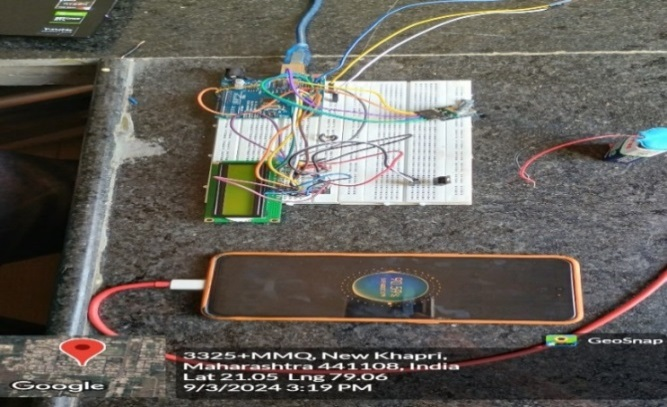 GeoSnap
3325+MMQ, New Khapri,
Maharashtra 441108, India
Lat 21.05 Lng 79.06
9/3/2024 3:19 PM
Google